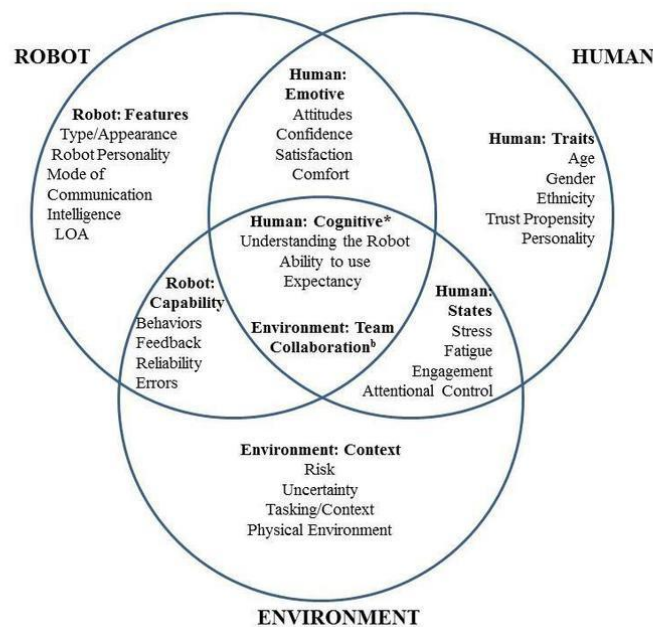 ROBOT
HUMAN
Robot: Features
Type/Appearance
Robot Personality
Mode of
Communication
Intelligence
LOA
Human:
Emotive
Attitudes
Confidence
Satisfaction
Comfort
Human: Traits
Age
Gender
Ethnicity
Trust Propensity
Personality
Human: Cognitive*
Understanding the Robot
Ability to use
Expectancy
Environment: Team
Collaborationᵇ
Robot:
Capability
Behaviors
Feedback
Reliability
Errors
Human:
States
Stress
Fatigue
Engagement
Attentional Control
Environment: Context
Risk
Uncertainty
Tasking/Context
Physical Environment
ENVIRONMENT